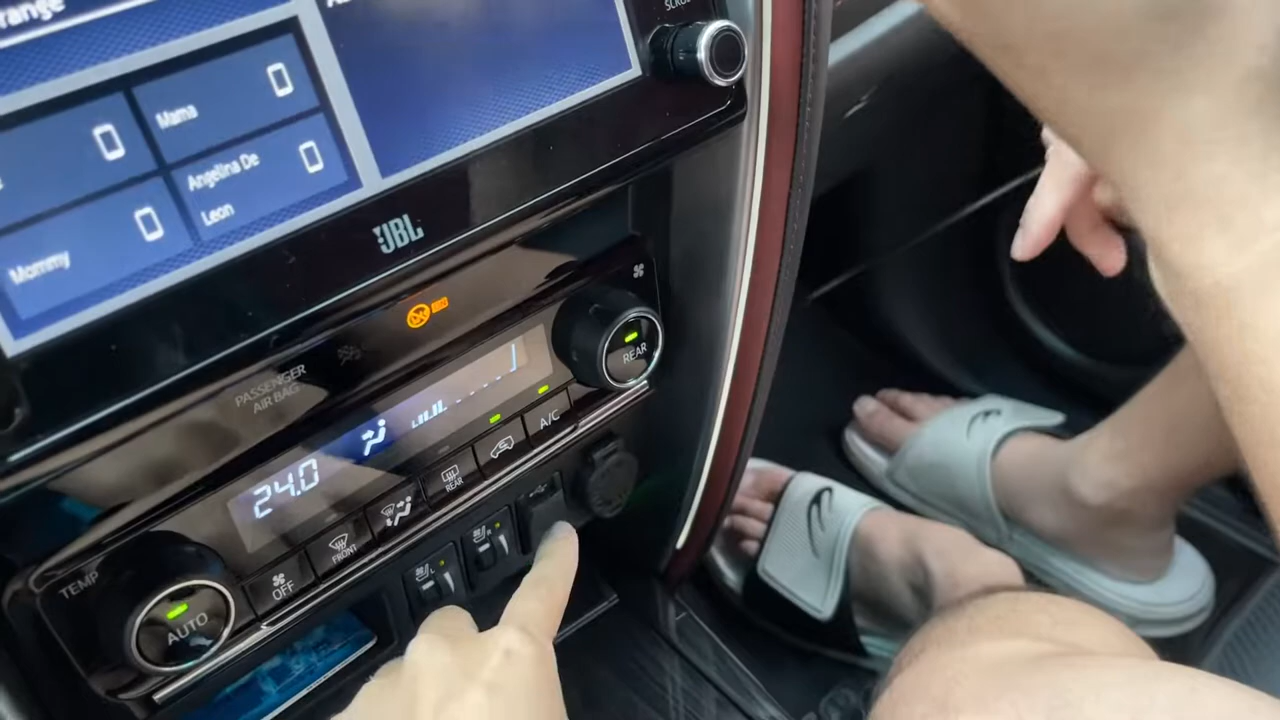 range
SCROLL
Mama
Angelina De
Leon
Mommy
JBL
PASSENGER
AIR BAG
REAR
A/C
24.0
REAR
FRONT
OFF
TEMP
AUTO